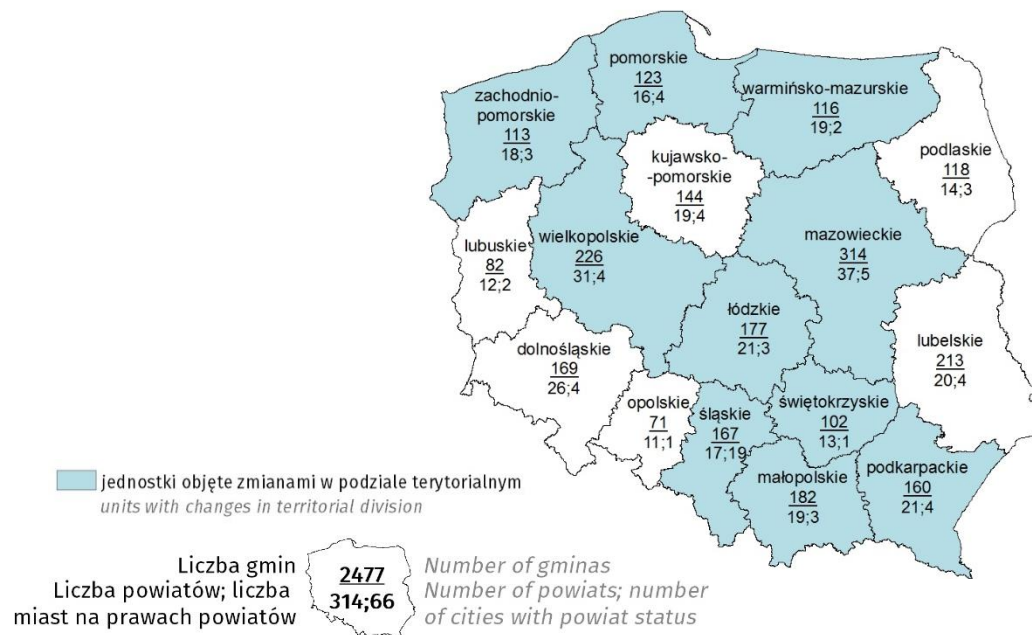 pomorskie
123
16;4
zachodnio-
pomorskie
113
18;3
warmińsko-mazurskie
116
19;2
podlaskie
118
14;3
kujawsko-
-pomorskie
144
19;4
lubuskie
82
12;2
wielkopolskie
226
31;4
mazowieckie
314
37;5
łódzkie
177
21;3
lubelskie
213
20;4
dolnośląskie
169
26;4
opolskie
71
11;1
śląskie
167
17;19
świętokrzyskie
102
13;1
małopolskie
182
19;3
podkarpackie
160
21;4
jednostki objęte zmianami w podziale terytorialnym
units with changes in territorial division
Liczba gmin
Liczba powiatów; liczba
miast na prawach powiatów
2477
314;66
Number of gminas
Number of powiats; number
of cities with powiat status